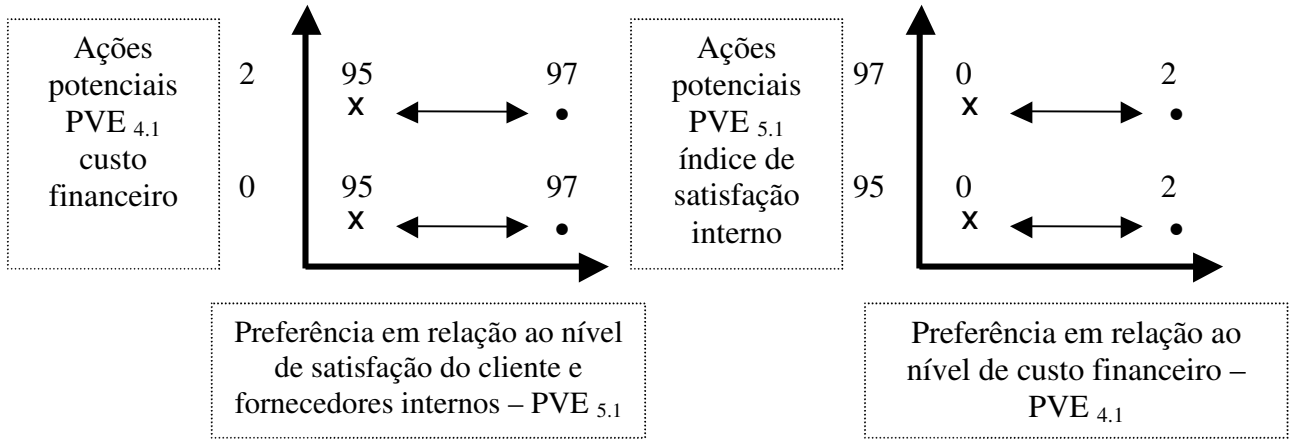 Ações
potenciais
PVE 4.1
custo
financeiro
2
95
97
x
•
0
95
97
x
•
Preferência em relação ao nível
de satisfação do cliente e
fornecedores internos – PVE 5.1
Ações
potenciais
PVE 5.1
índice de
satisfação
interno
97
0
2
x
•
95
0
2
x
•
Preferência em relação ao
nível de custo financeiro –
PVE 4.1